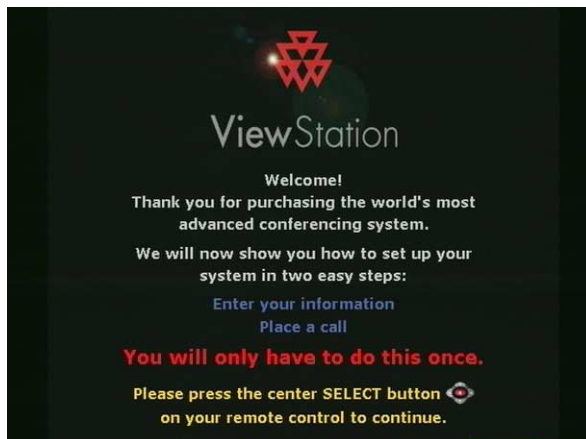 ViewStation
Welcome!
Thank you for purchasing the world's most
advanced conferencing system.
We will now show you how to set up your
system in two easy steps:
Enter your information
Place a call
You will only have to do this once.
Please press the center SELECT button
on your remote control to continue.